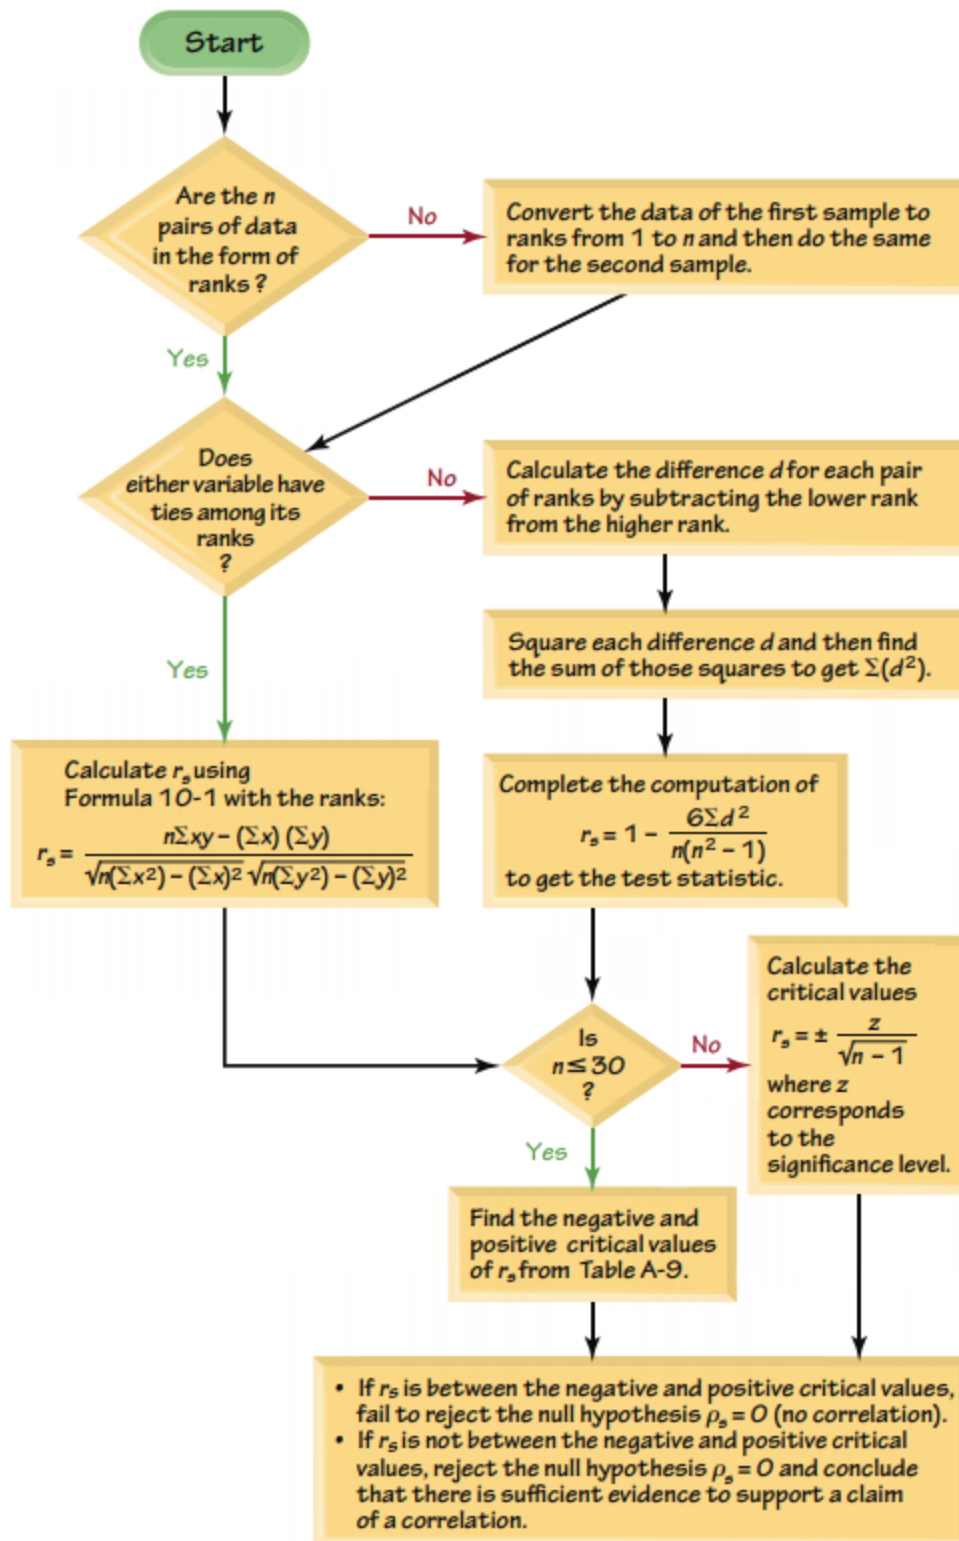 Start
Are the n
pairs of data
in the form of
ranks ?
No
Convert the data of the first sample to
ranks from 1 to n and then do the same
for the second sample.
Yes
Does
either variable have
ties among its
ranks
?
No
Calculate the difference d for each pair
of ranks by subtracting the lower rank
from the higher rank.
Square each difference d and then find
the sum of those squares to get Σ(d²).
Yes
Calculate rₛ using
Formula 10-1 with the ranks:
rₛ = nΣxy – (Σx) (Σy) / √n(Σx²) – (Σx)² √n(Σy²) – (Σy)²
Complete the computation of
rₛ = 1 – 6Σd² / n(n² – 1)
to get the test statistic.
Is
n ≤ 30
?
No
Calculate the
critical values
rₛ = ± z / √n – 1
where z
corresponds
to the
significance level.
Yes
Find the negative and
positive critical values
of rₛ from Table A-9.
• If rₛ is between the negative and positive critical values,
fail to reject the null hypothesis ρₛ = 0 (no correlation).
• If rₛ is not between the negative and positive critical
values, reject the null hypothesis ρₛ = 0 and conclude
that there is sufficient evidence to support a claim
of a correlation.